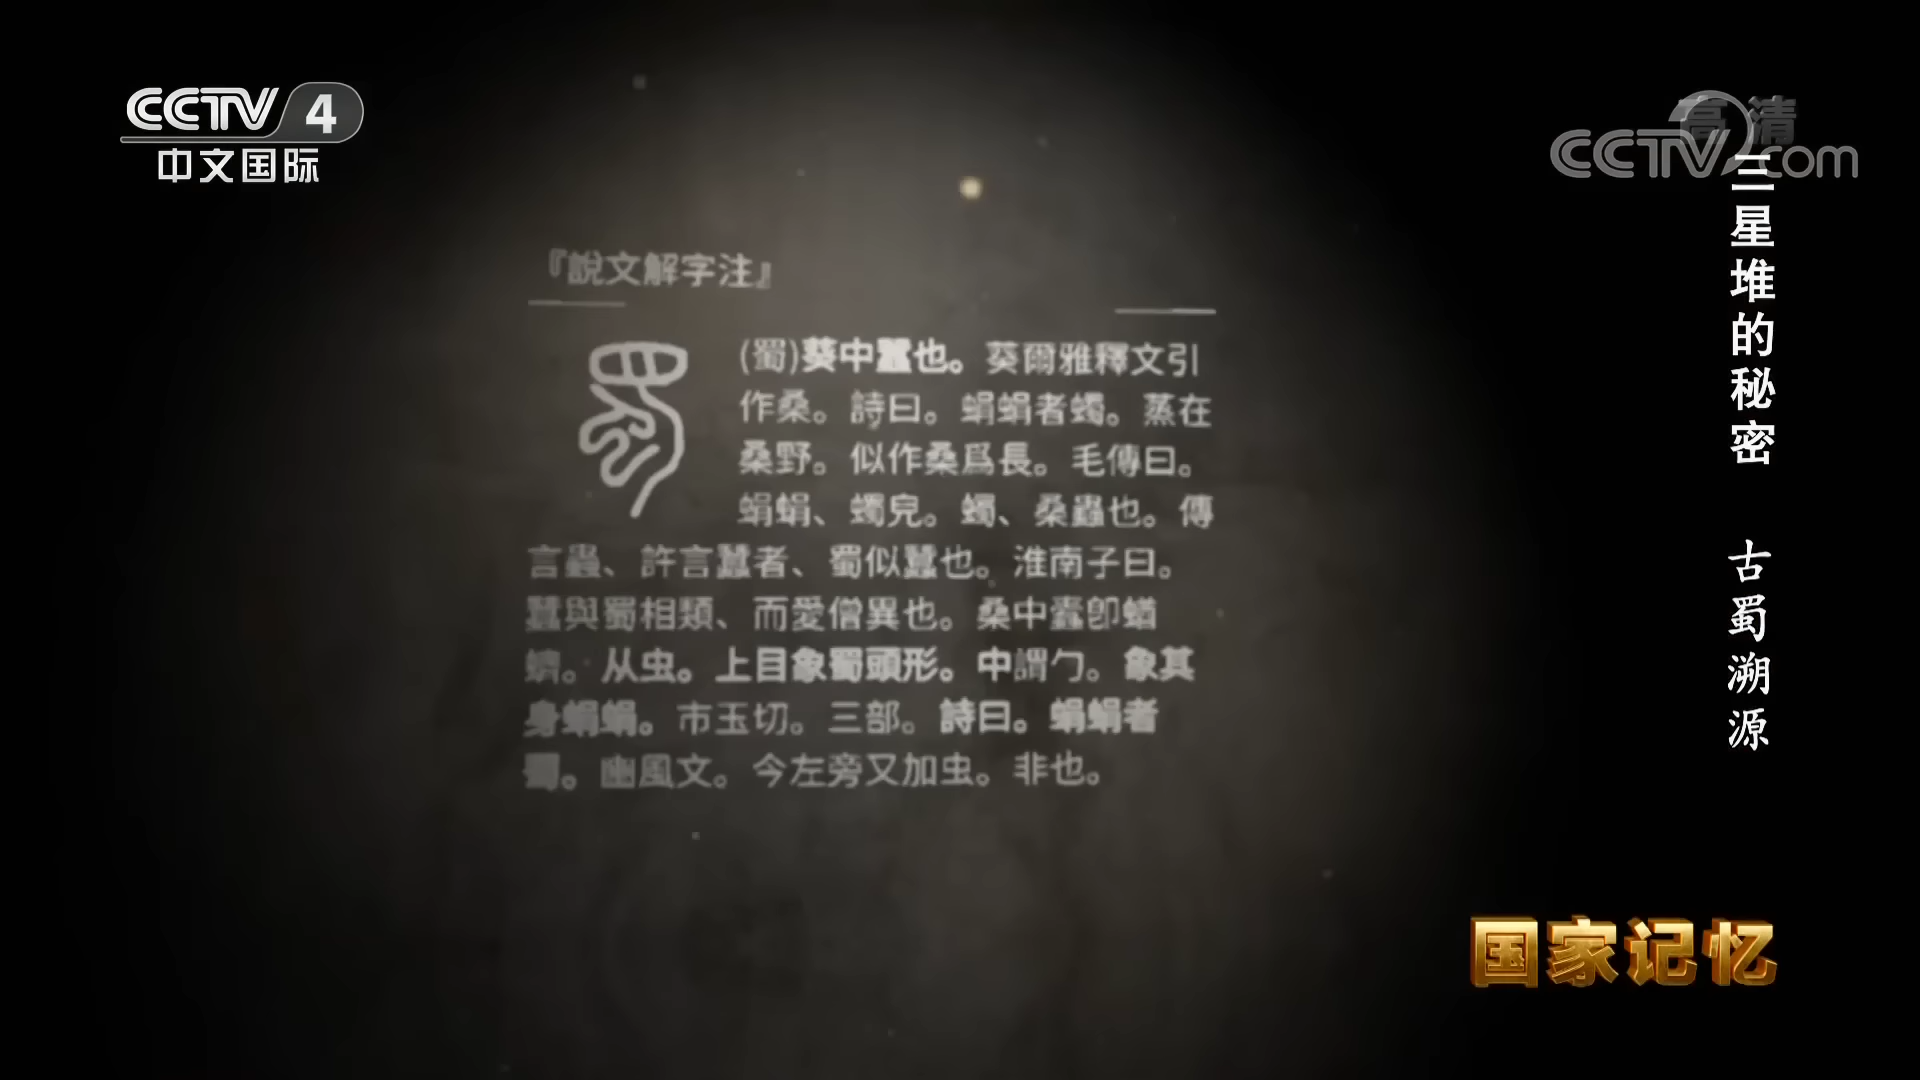 CCTV 4
中文国际
高清
CCTV.com
三星堆的秘密 古蜀溯源
『說文解字注』
(蜀)葵中蠶也。葵爾雅釋文引
作桑。詩曰。蜎蜎者蠋。蒸在
桑野。似作桑爲長。毛傳曰。
蜎蜎、蠋皃。蠋、桑蟲也。傳
言蟲、許言蠶者、蜀似蠶也。淮南子曰。
蠶與蜀相類、而愛僧異也。桑中蠹卽蝤
蠐。从虫。上目象蜀頭形。中謂勹。象其
身蜎蜎。市玉切。三部。詩曰。蜎蜎者
蜀。豳風文。今左旁又加虫。非也。
国家记忆